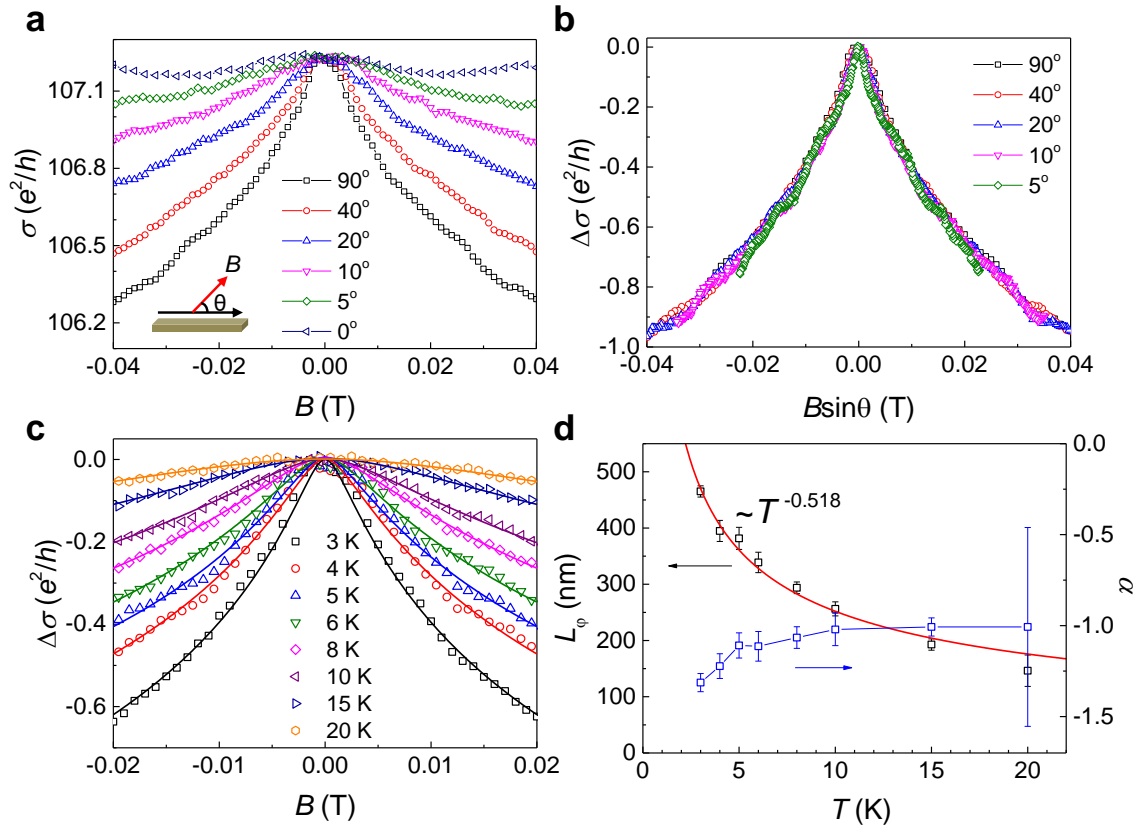 a
σ (e²/h)
107.1
106.8
106.5
106.2
90°
40°
20°
10°
5°
0°
B
θ
-0.04 -0.02 0.00 0.02 0.04
B (T)
b
Δσ (e²/h)
0.0
-0.2
-0.4
-0.6
-0.8
-1.0
90°
40°
20°
10°
5°
-0.04 -0.02 0.00 0.02 0.04
Bsinθ (T)
c
Δσ (e²/h)
0.0
-0.2
-0.4
-0.6
3 K
4 K
5 K
6 K
8 K
10 K
15 K
20 K
-0.02 -0.01 0.00 0.01 0.02
B (T)
d
Lφ (nm)
500
400
300
200
100
0
~T-0.518
0.0
-0.5
-1.0
-1.5
α
0 5 10 15 20
T (K)